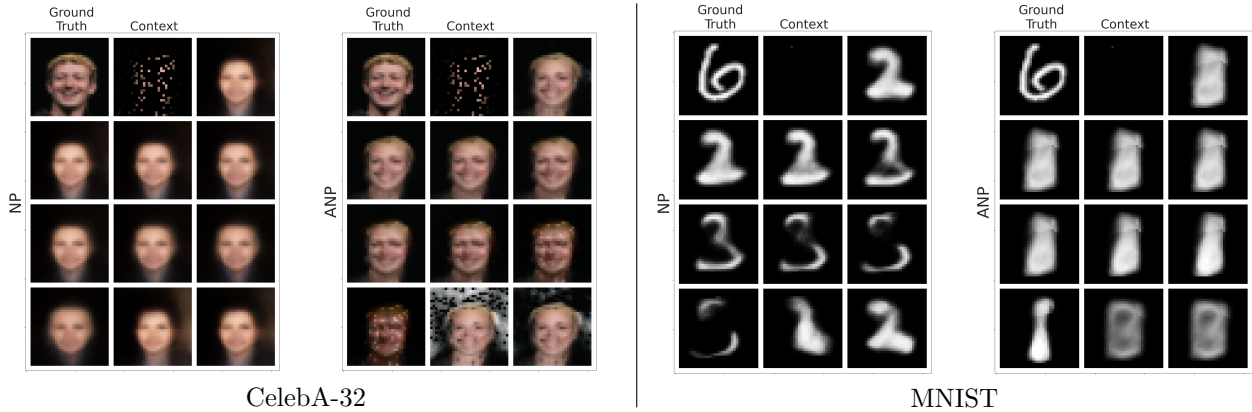 Ground
Truth
Context
NP
Ground
Truth
Context
ANP
CelebA-32
Ground
Truth
Context
NP
Ground
Truth
Context
ANP
MNIST